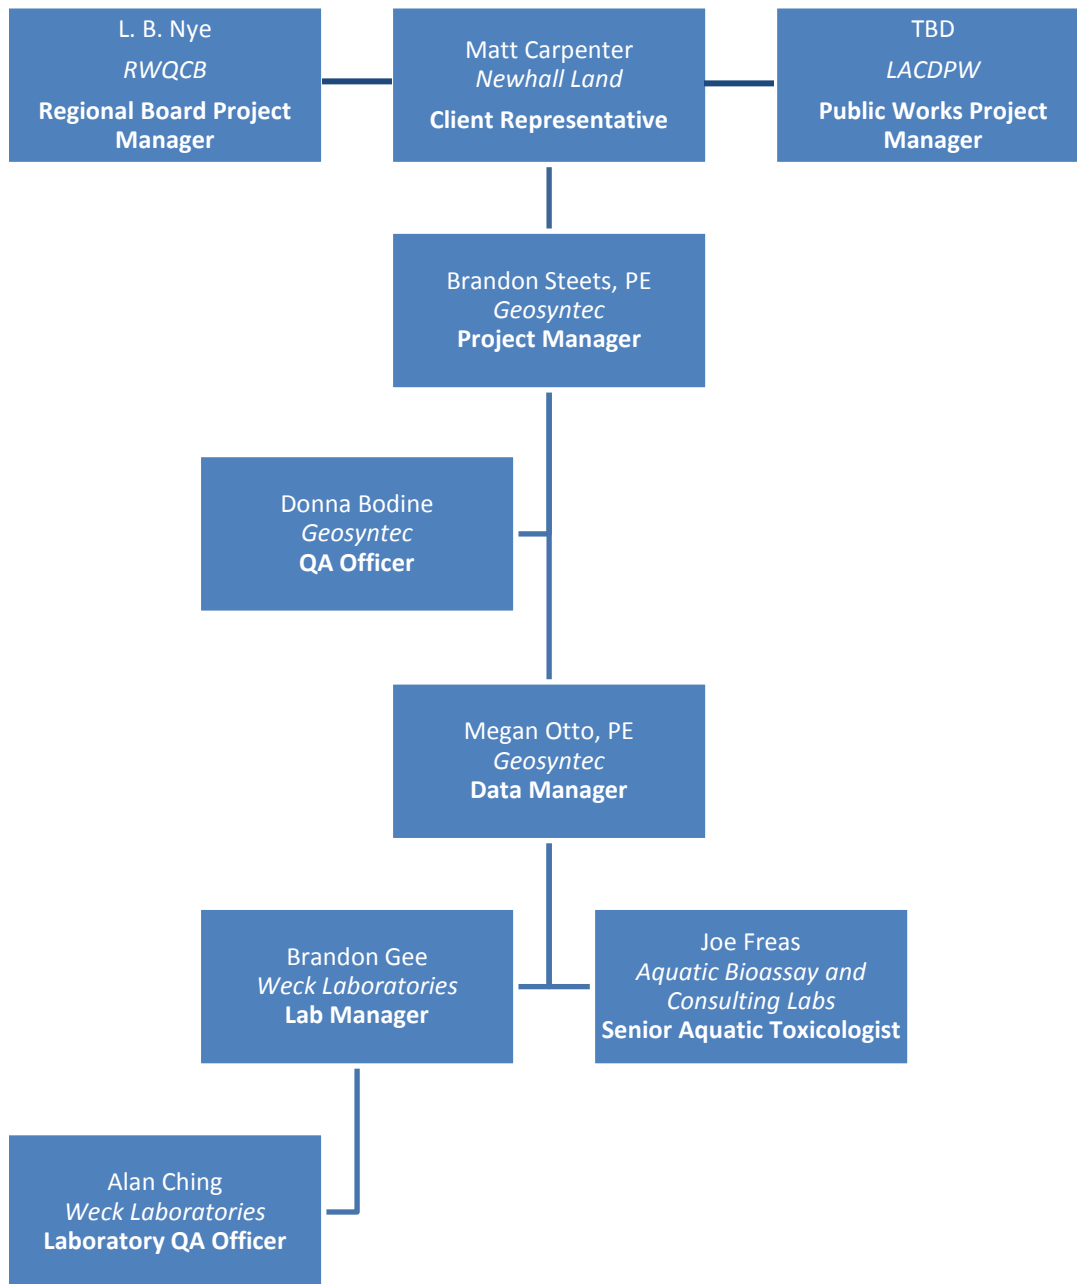 L. B. Nye
RWQCB
Regional Board Project
Manager
Matt Carpenter
Newhall Land
Client Representative
TBD
LACDPW
Public Works Project
Manager
Brandon Steets, PE
Geosyntec
Project Manager
Donna Bodine
Geosyntec
QA Officer
Megan Otto, PE
Geosyntec
Data Manager
Brandon Gee
Weck Laboratories
Lab Manager
Joe Freas
Aquatic Bioassay and
Consulting Labs
Senior Aquatic Toxicologist
Alan Ching
Weck Laboratories
Laboratory QA Officer